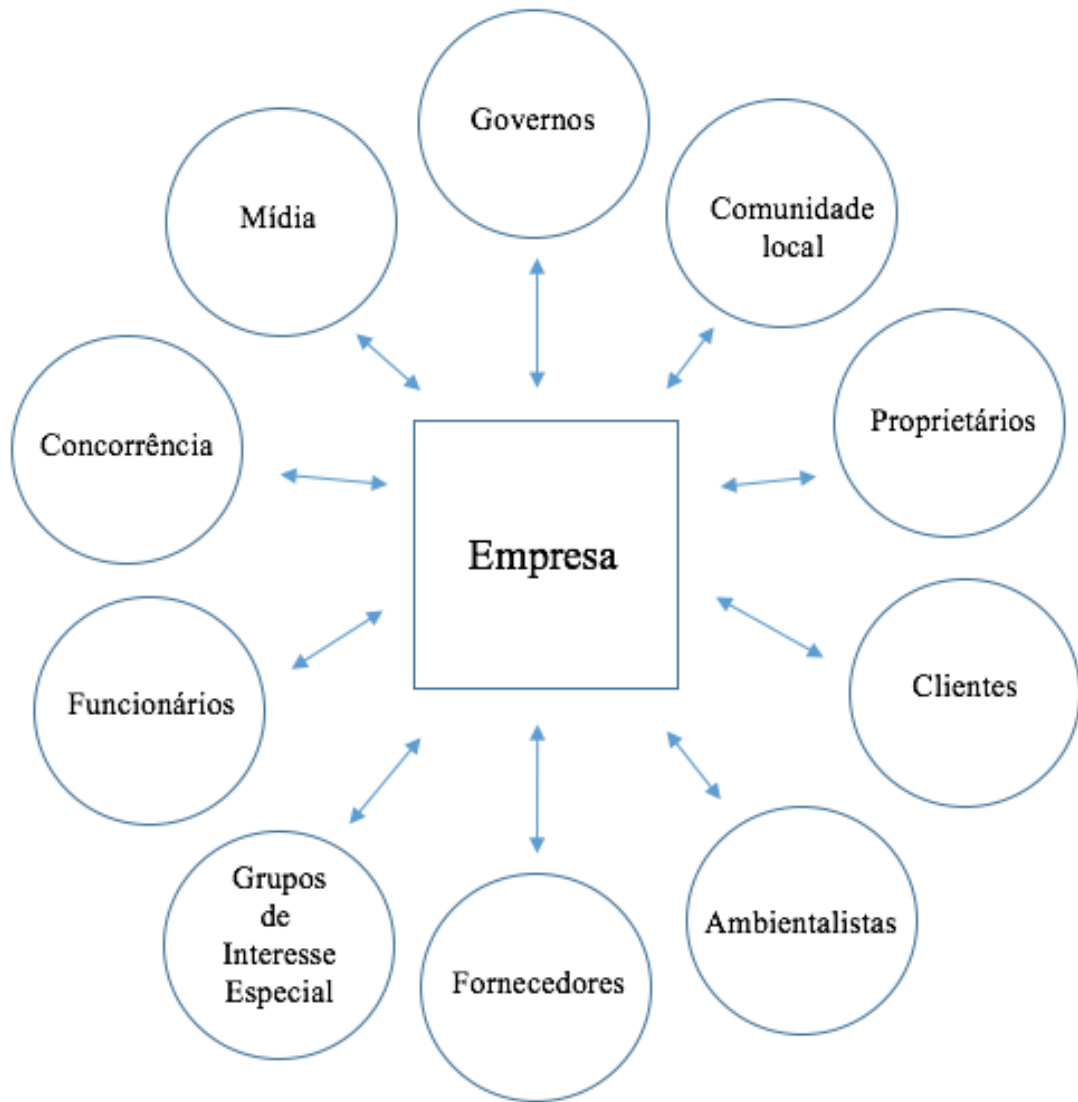 Governos
Mídia
Comunidade
local
Proprietários
Concorrência
Empresa
Clientes
Funcionários
Grupos
de
Interesse
Especial
Ambientalistas
Fornecedores